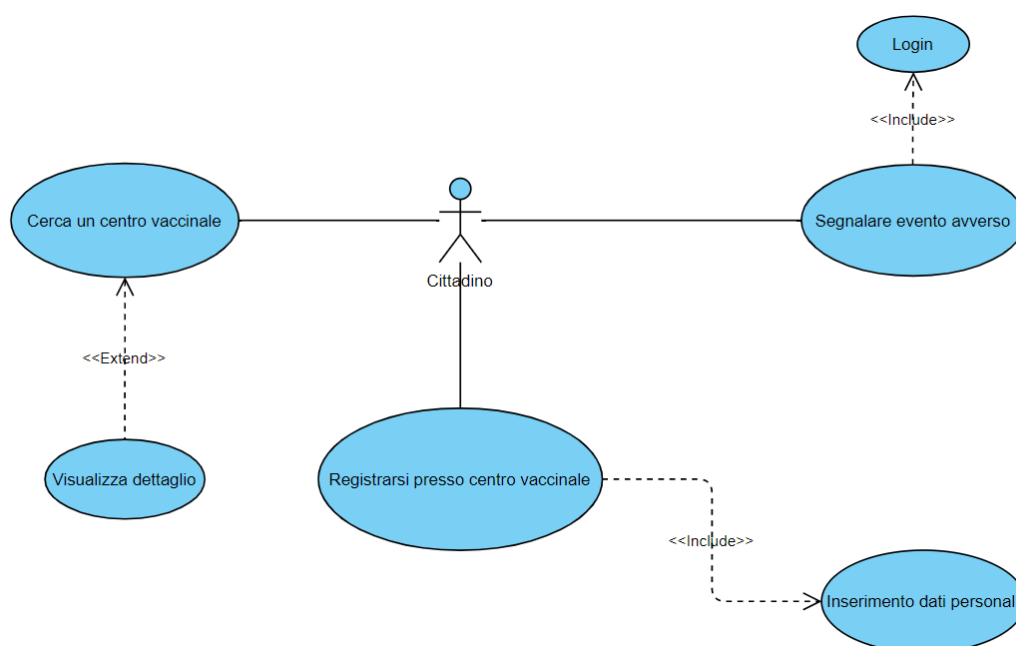 Login
<<Include>>
Cerca un centro vaccinale
Segnalare evento avverso
Cittadino
<<Extend>>
Visualizza dettaglio
Registrarsi presso centro vaccinale
<<Include>>
Inserimento dati personal